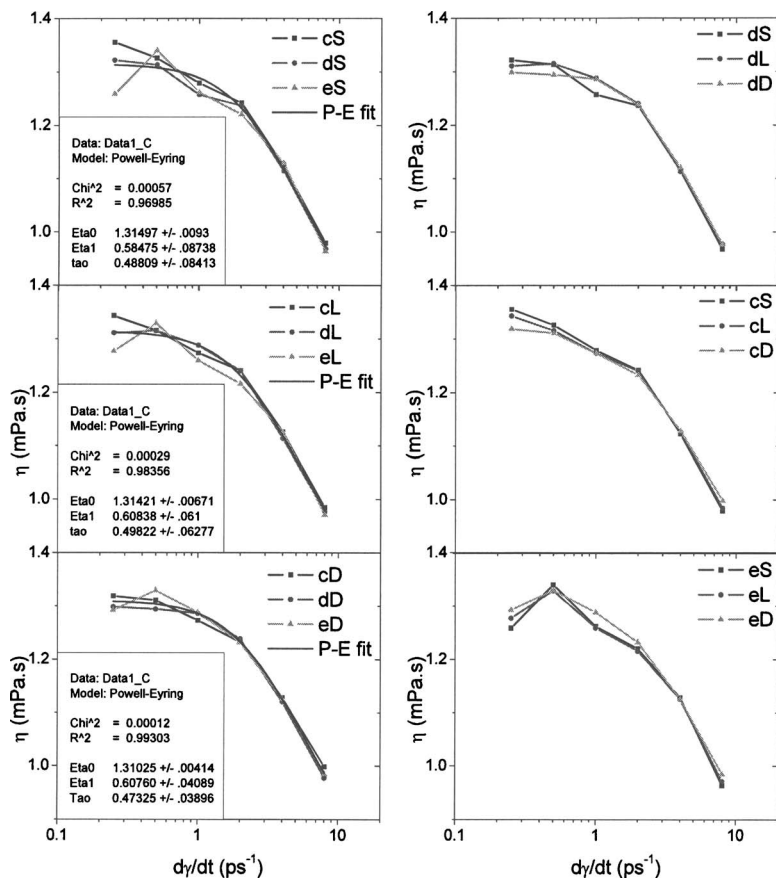 1.4
cS
dS
eS
P-E fit
1.2
Data: Data1_C
Model: Powell-Eyring
Chi^2 = 0.00057
R^2 = 0.96985
Eta0 1.31497 +/- .0093
Eta1 0.58475 +/- .08738
tao 0.48809 +/- .08413
η (mPa.s)
1.0
1.4
cL
dL
eL
P-E fit
1.2
Data: Data1_C
Model: Powell-Eyring
Chi^2 = 0.00029
R^2 = 0.98356
Eta0 1.31421 +/- .00671
Eta1 0.60838 +/- .061
tao 0.49822 +/- .06277
η (mPa.s)
1.0
1.4
cD
dD
eD
P-E fit
1.2
Data: Data1_C
Model: Powell-Eyring
Chi^2 = 0.00012
R^2 = 0.99303
Eta0 1.31025 +/- .00414
Eta1 0.60760 +/- .04089
Tao 0.47325 +/- .03896
η (mPa.s)
1.0
0.1 1 10
dγ/dt (ps⁻¹)
1.4
dS
dL
dD
1.2
η (mPa.s)
1.0
1.4
cS
cL
cD
1.2
η (mPa.s)
1.0
1.4
eS
eL
eD
1.2
η (mPa.s)
1.0
0.1 1 10
dγ/dt (ps⁻¹)